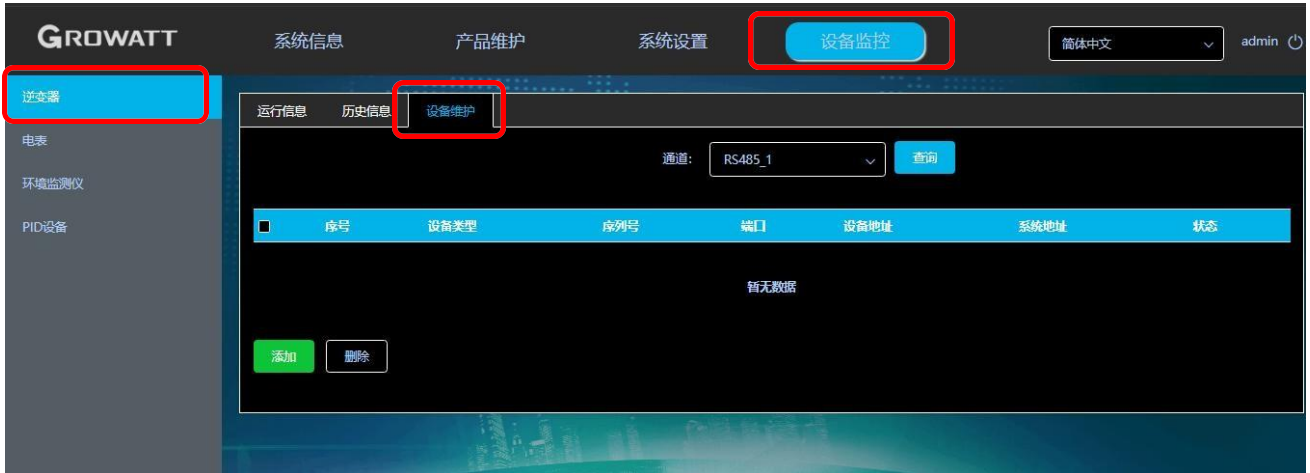 GROWATT 系统信息 产品维护 系统设置 设备监控 简体中文 admin
逆变器
电表
环境监测仪
PID设备
运行信息 历史信息 设备维护
通道: RS485_1 查询
序号 设备类型 序列号 端口 设备地址 系统地址 状态
暂无数据
添加 删除